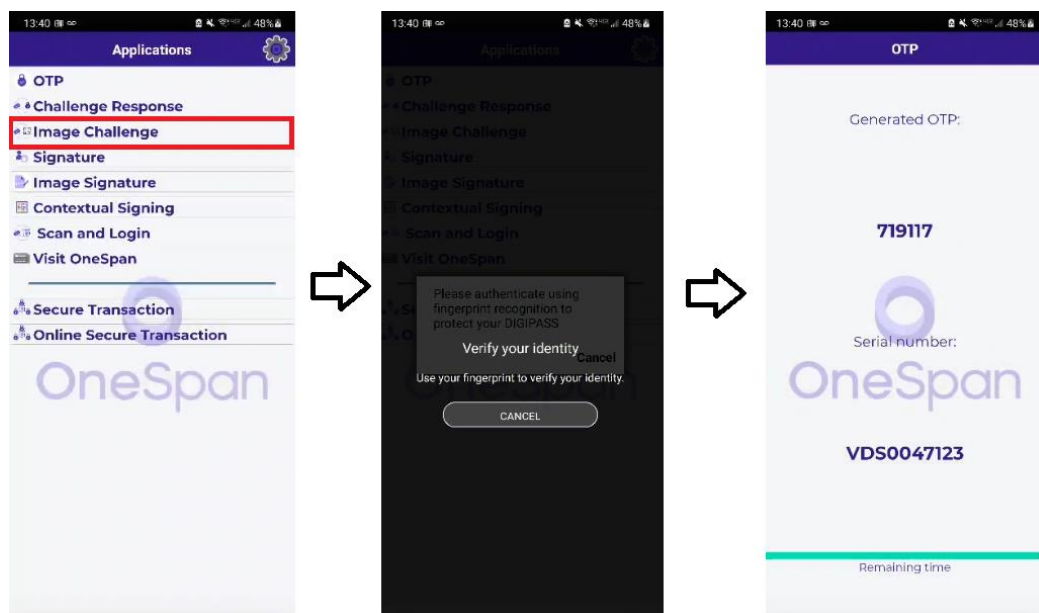 13:40
48%
Applications
OTP
Challenge Response
Image Challenge
Signature
Image Signature
Contextual Signing
Scan and Login
Visit OneSpan
Secure Transaction
Online Secure Transaction
OneSpan
13:40
48%
Applications
OTP
Challenge Response
Image Challenge
Signature
Image Signature
Contextual Signing
Scan and Login
Visit OneSpan
Please authenticate using
fingerprint recognition to
protect your DIGIPASS
Cancel
Verify your identity
Use your fingerprint to verify your identity.
CANCEL
13:40
48%
OTP
Generated OTP:
719117
Serial number:
OneSpan
VDS0047123
Remaining time